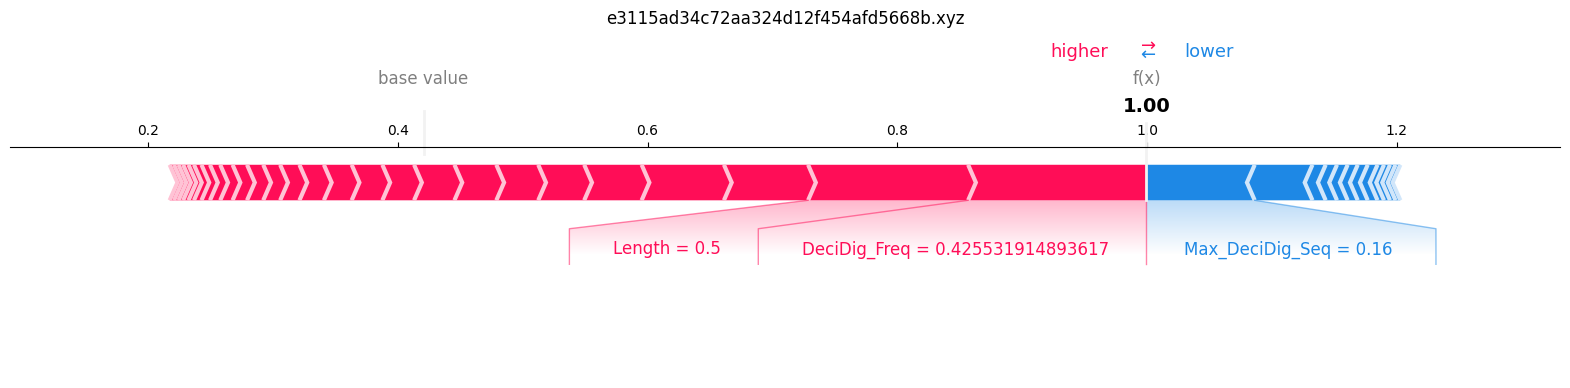 e3115ad34c72aa324d12f454afd5668b.xyz
higher → ← lower
base value f(x)
1.00
0.2 0.4 0.6 0.8 1 0 1.2
Length = 0.5 DeciDig_Freq = 0.425531914893617 Max_DeciDig_Seq = 0.16